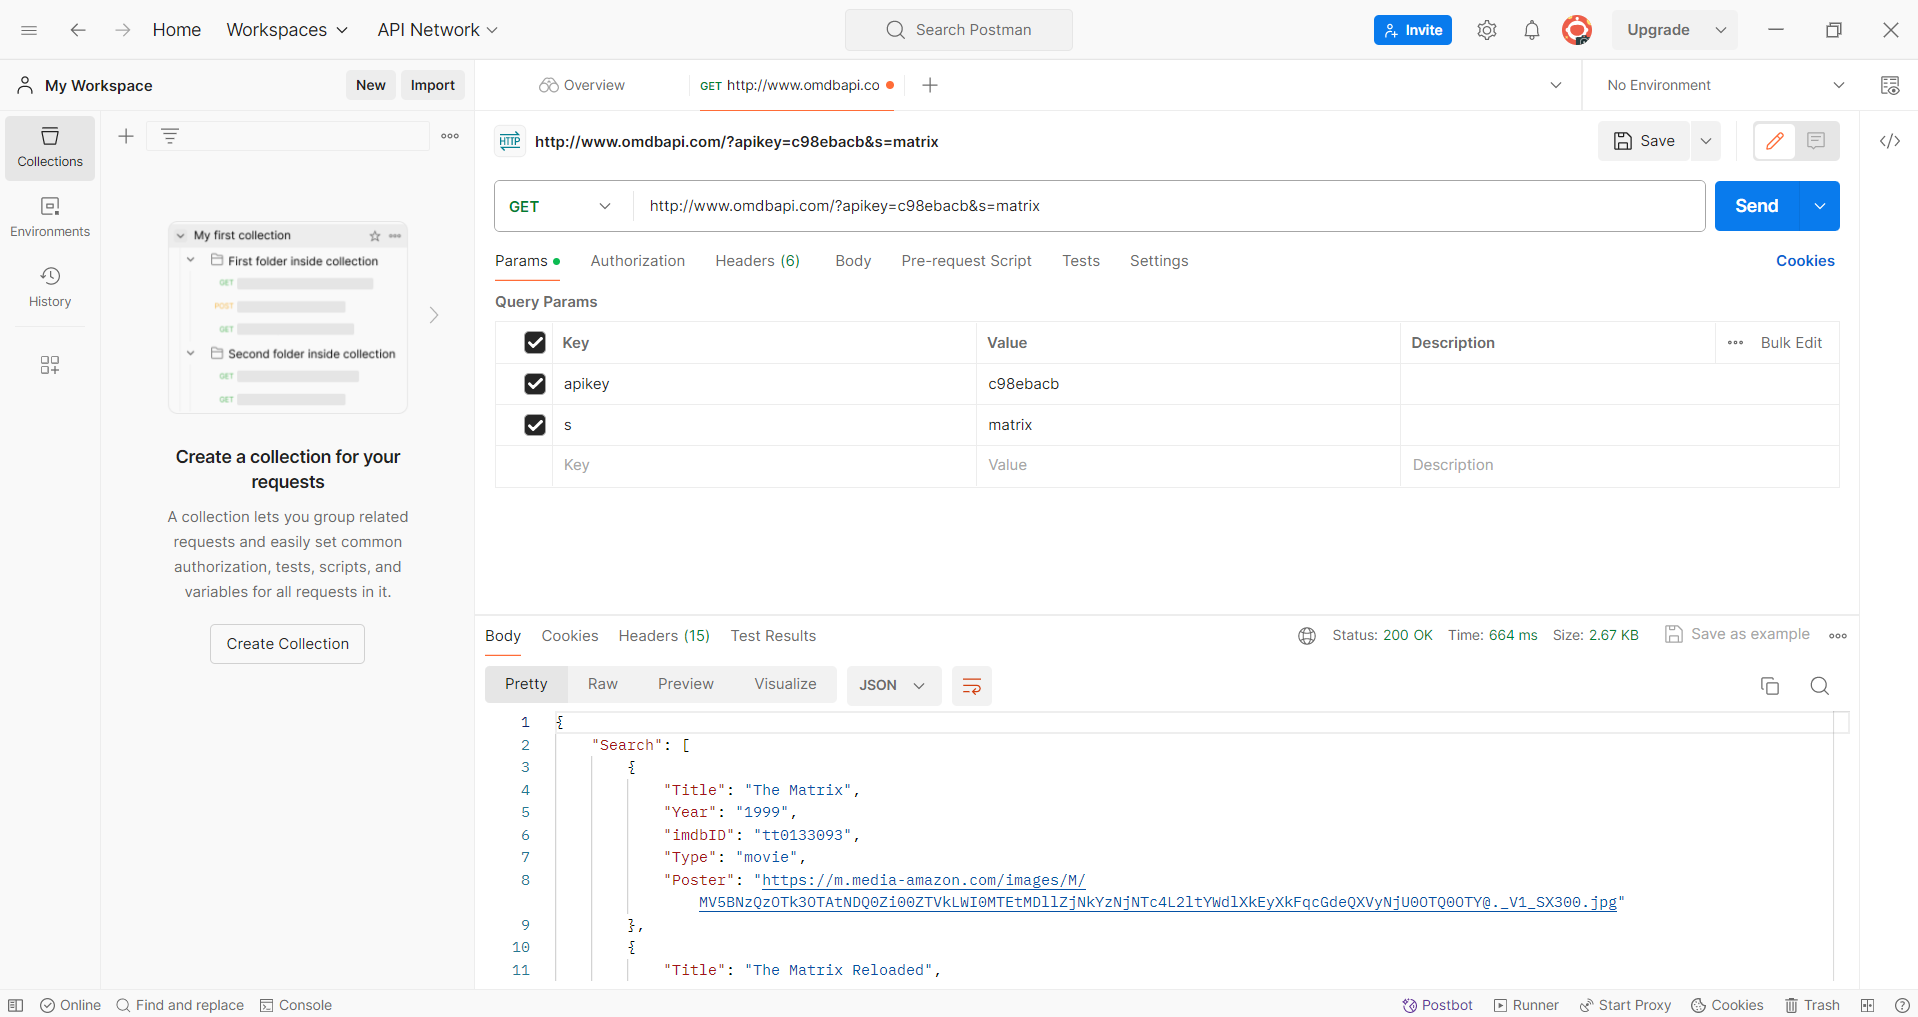 Home Workspaces API Network Search Postman Invite Upgrade
My Workspace New Import Overview GET http://www.omdbapi.co No Environment
Collections
Environments
History
My first collection
First folder inside collection
GET
POST
GET
Second folder inside collection
GET
GET
Create a collection for your
requests
A collection lets you group related
requests and easily set common
authorization, tests, scripts, and
variables for all requests in it.
Create Collection
HTTP http://www.omdbapi.com/?apikey=c98ebacb&s=matrix Save
GET http://www.omdbapi.com/?apikey=c98ebacb&s=matrix Send
Params Authorization Headers (6) Body Pre-request Script Tests Settings Cookies
Query Params
Key Value Description Bulk Edit
apikey c98ebacb
s matrix
Key Value Description
Body Cookies Headers (15) Test Results Status: 200 OK Time: 664 ms Size: 2.67 KB Save as example
Pretty Raw Preview Visualize JSON
1 {
2 "Search": [
3 {
4 "Title": "The Matrix",
5 "Year": "1999",
6 "imdbID": "tt0133093",
7 "Type": "movie",
8 "Poster": "https://m.media-amazon.com/images/M/
MV5BNzQzOTk3OTAtNDQ0Zi00ZTVkLWI0MTEtMDllZjNkYzNjNTc4L2ltYWdlXkEyXkFqcGdeQXVyNjU0OTQ0OTY@._V1_SX300.jpg"
9 },
10 {
11 "Title": "The Matrix Reloaded",
Online Find and replace Console Postbot Runner Start Proxy Cookies Trash